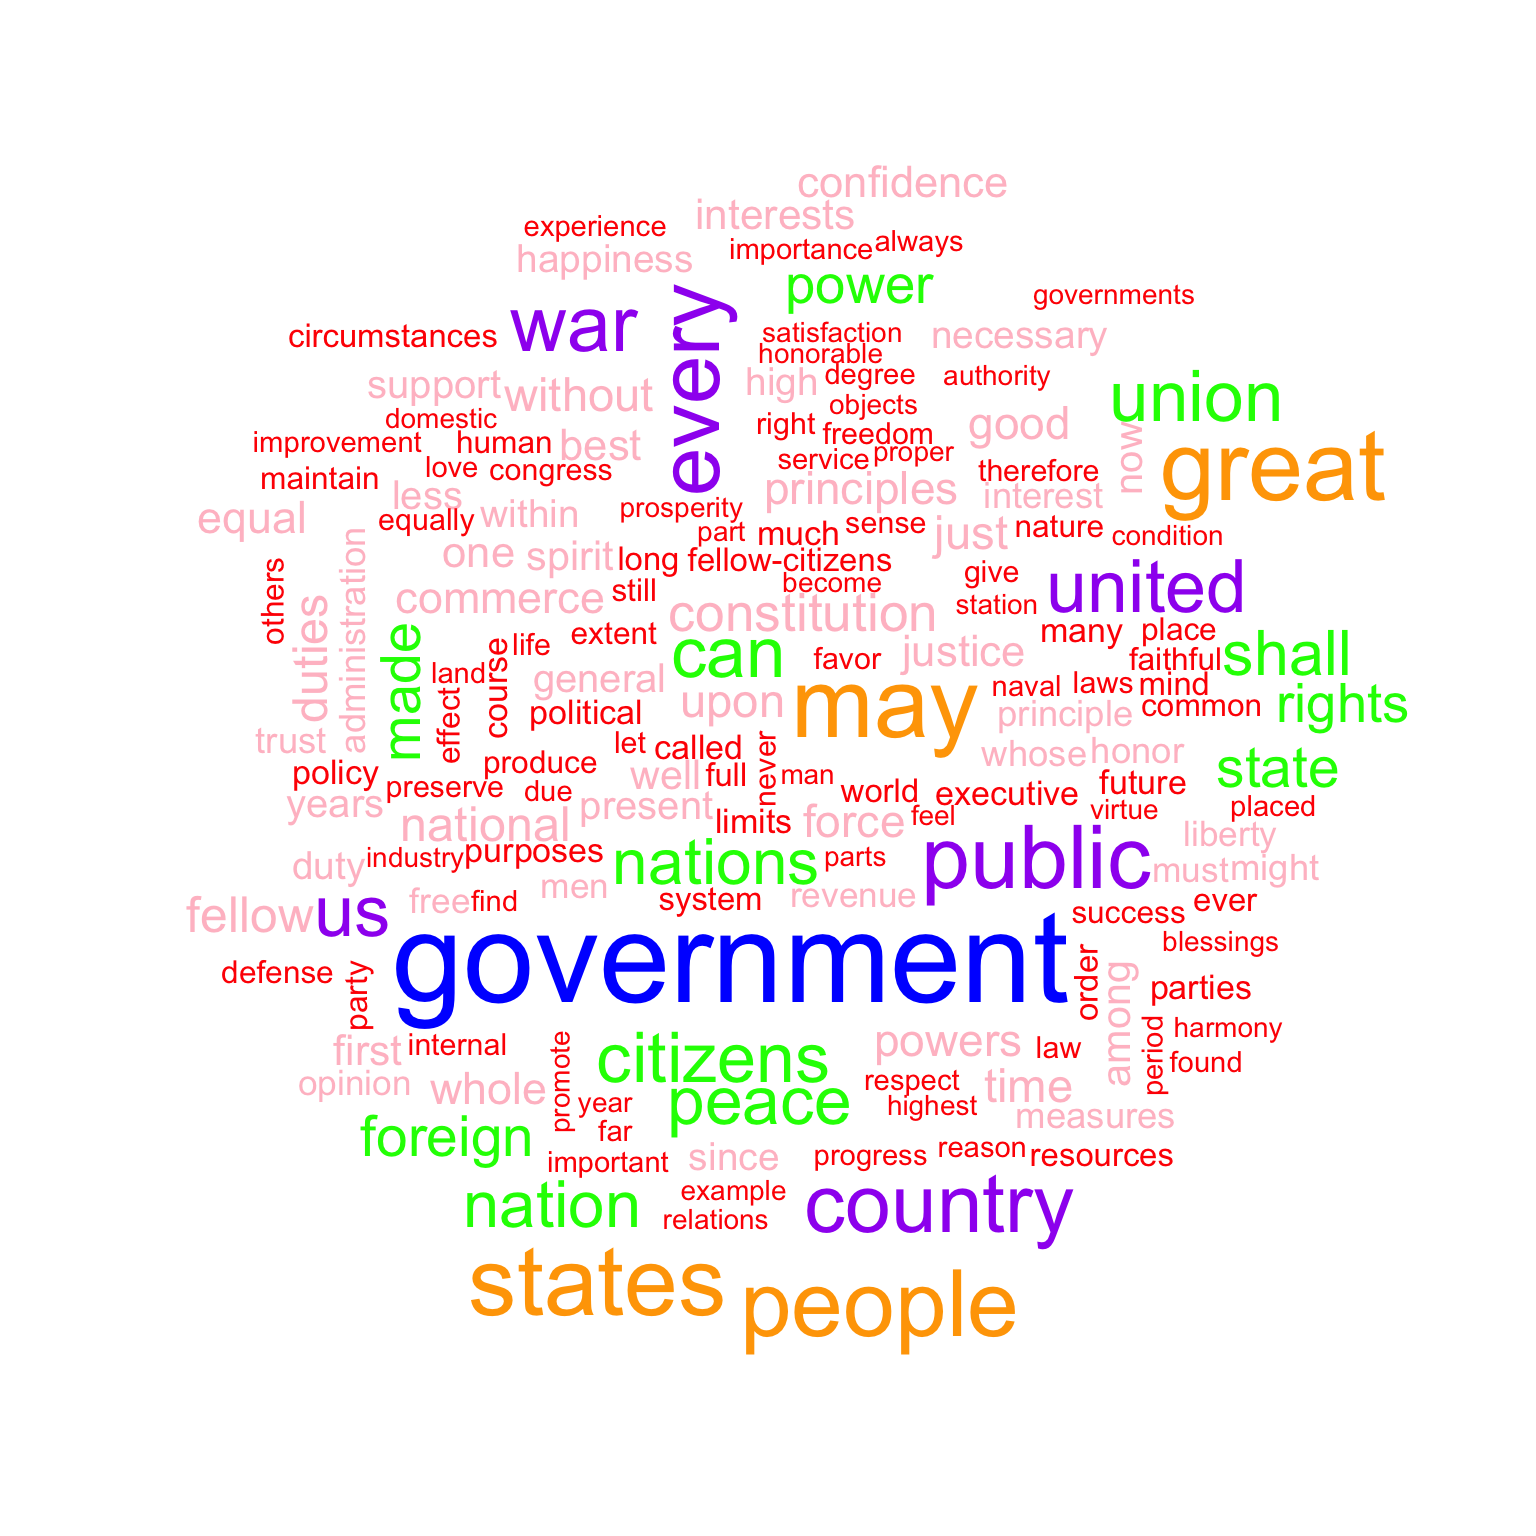 confidence
interests
experience
importance
always
happiness
power
governments
every
war
circumstances
satisfaction
necessary
honorable
support
without
high
degree
authority
union
domestic
objects
good
now
improvement
human
best
right
freedom
great
maintain
love
congress
service
proper
therefore
less
principles
interest
equal
equally
within
prosperity
part
much
sense
just
nature
condition
one
spirit
long
fellow-citizens
others
administration
commerce
still
become
give
station
united
duties
made
life
extent
constitution
many
place
shall
can
favor
justice
faithful
land
course
general
may
naval
laws
mind
rights
effect
political
upon
principle
common
trust
let
called
never
whose
honor
state
policy
produce
well
full
man
future
preserve
due
world
executive
years
present
virtue
placed
national
limits
force
feel
liberty
duty
industry
purposes
nations
parts
public
must
might
fellow
us
free
find
men
system
revenue
success
ever
government
blessings
defense
party
order
among
parties
first
internal
promote
citizens
powers
law
period
harmony
found
opinion
whole
year
peace
respect
highest
time
measures
foreign
far
important
since
progress
reason
resources
nation
example
relations
country
states
people